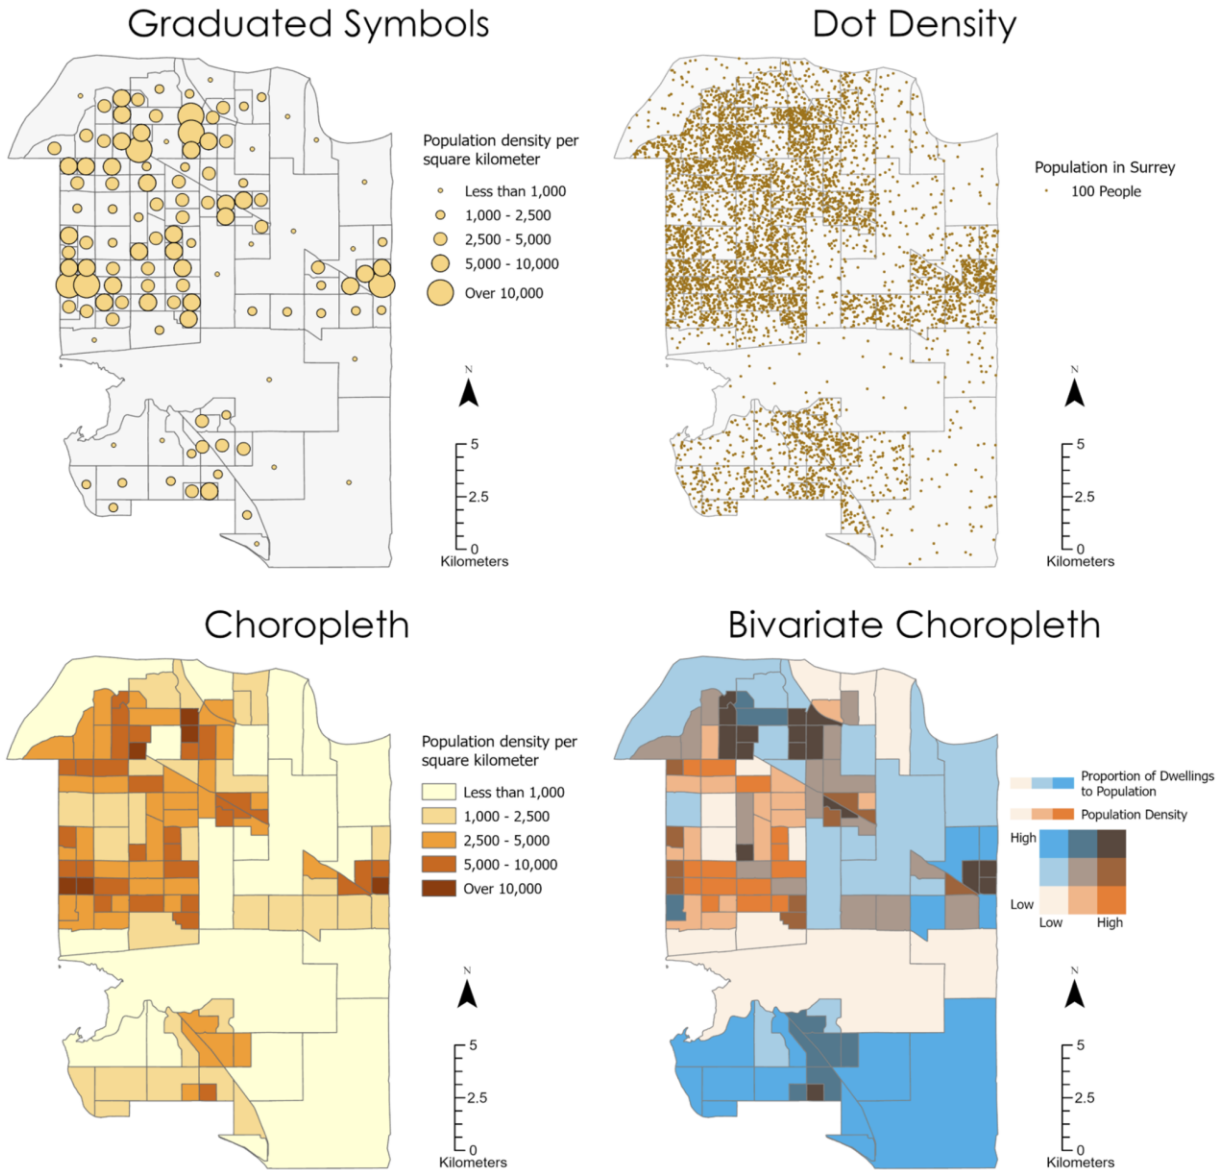 Graduated Symbols
Population density per
square kilometer
Less than 1,000
1,000 - 2,500
2,500 - 5,000
5,000 - 10,000
Over 10,000
N
5
2.5
0
Kilometers
Dot Density
Population in Surrey
100 People
N
5
2.5
0
Kilometers
Choropleth
Population density per
square kilometer
Less than 1,000
1,000 - 2,500
2,500 - 5,000
5,000 - 10,000
Over 10,000
N
5
2.5
0
Kilometers
Bivariate Choropleth
Proportion of Dwellings
to Population
Population Density
High
Low
Low High
N
5
2.5
0
Kilometers